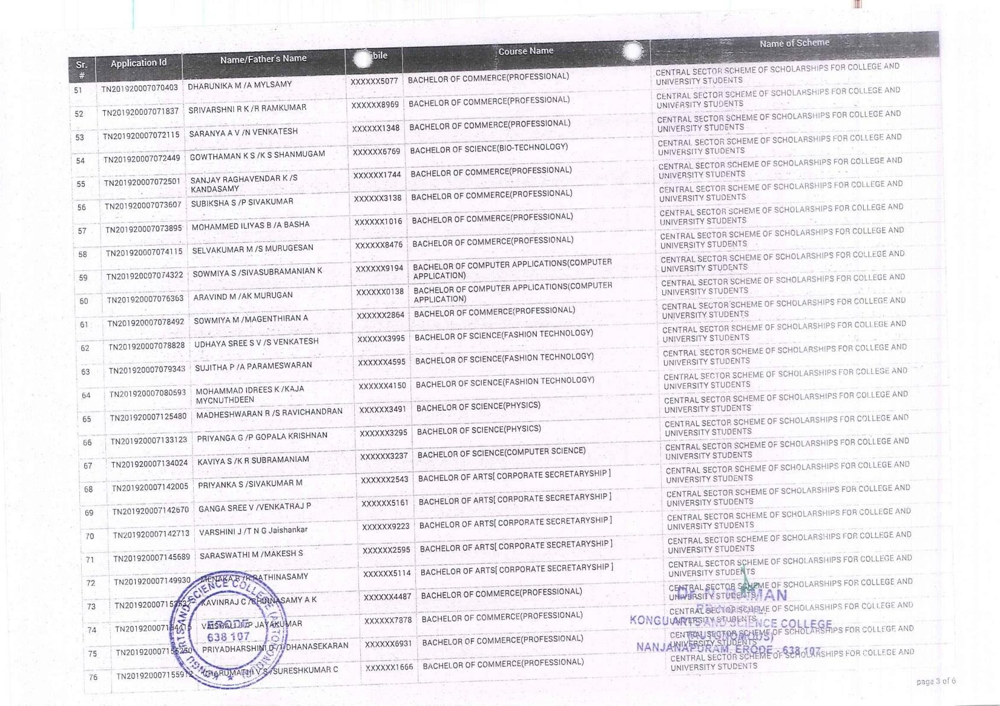 Sr. # Application Id Name/Father's Name bile Course Name Name of Scheme
51 TN201920007070403 DHARUNIKA M /A MYLSAMY XXXXXX5077 BACHELOR OF COMMERCE(PROFESSIONAL) CENTRAL SECTOR SCHEME OF SCHOLARSHIPS FOR COLLEGE AND
UNIVERSITY STUDENTS
52 TN201920007071837 SRIVARSHNI R K /R RAMKUMAR XXXXXX8969 BACHELOR OF COMMERCE(PROFESSIONAL) CENTRAL SECTOR SCHEME OF SCHOLARSHIPS FOR COLLEGE AND
UNIVERSITY STUDENTS
53 TN201920007072115 SARANYA A V /N VENKATESH XXXXXX1348 BACHELOR OF COMMERCE(PROFESSIONAL) CENTRAL SECTOR SCHEME OF SCHOLARSHIPS FOR COLLEGE AND
UNIVERSITY STUDENTS
54 TN201920007072449 GOWTHAMAN K S /K S SHANMUGAM XXXXXX6769 BACHELOR OF SCIENCE(BIO-TECHNOLOGY) CENTRAL SECTOR SCHEME OF SCHOLARSHIPS FOR COLLEGE AND
UNIVERSITY STUDENTS
55 TN201920007072501 SANJAY RAGHAVENDAR K /S XXXXXX1744 BACHELOR OF COMMERCE(PROFESSIONAL) CENTRAL SECTOR SCHEME OF SCHOLARSHIPS FOR COLLEGE AND
KANDASAMY UNIVERSITY STUDENTS
56 TN201920007073607 SUBIKSHA S /P SIVAKUMAR XXXXXX3138 BACHELOR OF COMMERCE(PROFESSIONAL) CENTRAL SECTOR SCHEME OF SCHOLARSHIPS FOR COLLEGE AND
UNIVERSITY STUDENTS
57 TN201920007073895 MOHAMMED ILIYAS B /A BASHA XXXXXX1016 BACHELOR OF COMMERCE(PROFESSIONAL) CENTRAL SECTOR SCHEME OF SCHOLARSHIPS FOR COLLEGE AND
UNIVERSITY STUDENTS
58 TN201920007074115 SELVAKUMAR M /S MURUGESAN XXXXXX8476 BACHELOR OF COMMERCE(PROFESSIONAL) CENTRAL SECTOR SCHEME OF SCHOLARSHIPS FOR COLLEGE AND
UNIVERSITY STUDENTS
59 TN201920007074322 SOWMIYA S /SIVASUBRAMANIAN K XXXXXX9194 BACHELOR OF COMPUTER APPLICATIONS(COMPUTER CENTRAL SECTOR SCHEME OF SCHOLARSHIPS FOR COLLEGE AND
APPLICATION) UNIVERSITY STUDENTS
60 TN201920007076363 ARAVIND M /AK MURUGAN XXXXXX0138 BACHELOR OF COMPUTER APPLICATIONS(COMPUTER CENTRAL SECTOR SCHEME OF SCHOLARSHIPS FOR COLLEGE AND
APPLICATION) UNIVERSITY STUDENTS
61 TN201920007078492 SOWMIYA M /MAGENTHIRAN A XXXXXX2864 BACHELOR OF COMMERCE(PROFESSIONAL) CENTRAL SECTOR SCHEME OF SCHOLARSHIPS FOR COLLEGE AND
UNIVERSITY STUDENTS
62 TN201920007078828 UDHAYA SREE S V /S VENKATESH XXXXXX3995 BACHELOR OF SCIENCE(FASHION TECHNOLOGY) CENTRAL SECTOR SCHEME OF SCHOLARSHIPS FOR COLLEGE AND
UNIVERSITY STUDENTS
63 TN201920007079343 SUJITHA P /A PARAMESWARAN XXXXXX4595 BACHELOR OF SCIENCE(FASHION TECHNOLOGY) CENTRAL SECTOR SCHEME OF SCHOLARSHIPS FOR COLLEGE AND
UNIVERSITY STUDENTS
64 TN201920007080593 MOHAMMAD IDREES K /KAJA XXXXXX4150 BACHELOR OF SCIENCE(FASHION TECHNOLOGY) CENTRAL SECTOR SCHEME OF SCHOLARSHIPS FOR COLLEGE AND
MYCNUTHDEEN UNIVERSITY STUDENTS
65 TN201920007125480 MADHESHWARAN R /S RAVICHANDRAN XXXXXX3491 BACHELOR OF SCIENCE(PHYSICS) CENTRAL SECTOR SCHEME OF SCHOLARSHIPS FOR COLLEGE AND
UNIVERSITY STUDENTS
66 TN201920007133123 PRIYANGA G /P GOPALA KRISHNAN XXXXXX3295 BACHELOR OF SCIENCE(PHYSICS) CENTRAL SECTOR SCHEME OF SCHOLARSHIPS FOR COLLEGE AND
UNIVERSITY STUDENTS
67 TN201920007134024 KAVIYA S /K R SUBRAMANIAM XXXXXX3237 BACHELOR OF SCIENCE(COMPUTER SCIENCE) CENTRAL SECTOR SCHEME OF SCHOLARSHIPS FOR COLLEGE AND
UNIVERSITY STUDENTS
68 TN201920007142005 PRIYANKA S /SIVAKUMAR M XXXXXX2543 BACHELOR OF ARTS[ CORPORATE SECRETARYSHIP ] CENTRAL SECTOR SCHEME OF SCHOLARSHIPS FOR COLLEGE AND
UNIVERSITY STUDENTS
69 TN201920007142670 GANGA SREE V /VENKATRAJ P XXXXXX5161 BACHELOR OF ARTS[ CORPORATE SECRETARYSHIP ] CENTRAL SECTOR SCHEME OF SCHOLARSHIPS FOR COLLEGE AND
UNIVERSITY STUDENTS
70 TN201920007142713 VARSHINI J /T N G Jaishankar XXXXXX9223 BACHELOR OF ARTS[ CORPORATE SECRETARYSHIP ] CENTRAL SECTOR SCHEME OF SCHOLARSHIPS FOR COLLEGE AND
UNIVERSITY STUDENTS
71 TN201920007145689 SARASWATHI M /MAKESH S XXXXXX2595 BACHELOR OF ARTS[ CORPORATE SECRETARYSHIP ] CENTRAL SECTOR SCHEME OF SCHOLARSHIPS FOR COLLEGE AND
UNIVERSITY STUDENTS
72 TN201920007149930 MENAKA R /R RATHINASAMY XXXXXX5114 BACHELOR OF ARTS[ CORPORATE SECRETARYSHIP ] CENTRAL SECTOR SCHEME OF SCHOLARSHIPS FOR COLLEGE AND
UNIVERSITY STUDENTS
73 KAVINRAJ C /CHINNASAMY A K XXXXXX4487 BACHELOR OF COMMERCE(PROFESSIONAL) CENTRAL SECTOR SCHEME OF SCHOLARSHIPS FOR COLLEGE AND
UNIVERSITY STUDENTS
74 JAYAKUMAR XXXXXX7878 BACHELOR OF COMMERCE(PROFESSIONAL) CENTRAL SECTOR SCHEME OF SCHOLARSHIPS FOR COLLEGE AND
UNIVERSITY STUDENTS
75 PRIYADHARSHINI DHANASEKARAN XXXXXX6931 BACHELOR OF COMMERCE(PROFESSIONAL) CENTRAL SECTOR SCHEME OF SCHOLARSHIPS FOR COLLEGE AND
UNIVERSITY STUDENTS
76 TN201920007155912 CHARUMATHI V S /SURESHKUMAR C XXXXXX1666 BACHELOR OF COMMERCE(PROFESSIONAL) CENTRAL SECTOR SCHEME OF SCHOLARSHIPS FOR COLLEGE AND
UNIVERSITY STUDENTS
KONGU ARTS AND SCIENCE COLLEGE (AUTONOMOUS)
ERODE
638 107
Dr. N. RAMAN
PRINCIPAL
KONGU ARTS AND SCIENCE COLLEGE
(AUTONOMOUS)
NANJANAPURAM, ERODE - 638 107.
page 3 of 6